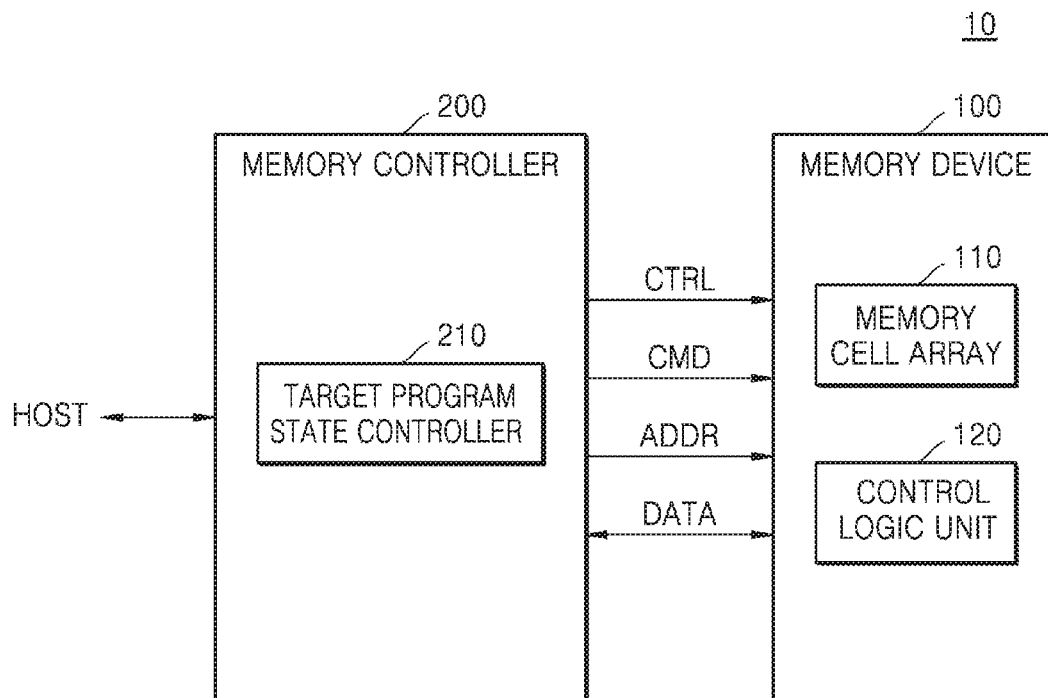 10
200
100
MEMORY CONTROLLER
MEMORY DEVICE
CTRL
110
MEMORY
CELL ARRAY
210
CMD
TARGET PROGRAM
STATE CONTROLLER
HOST
ADDR
120
DATA
CONTROL
LOGIC UNIT